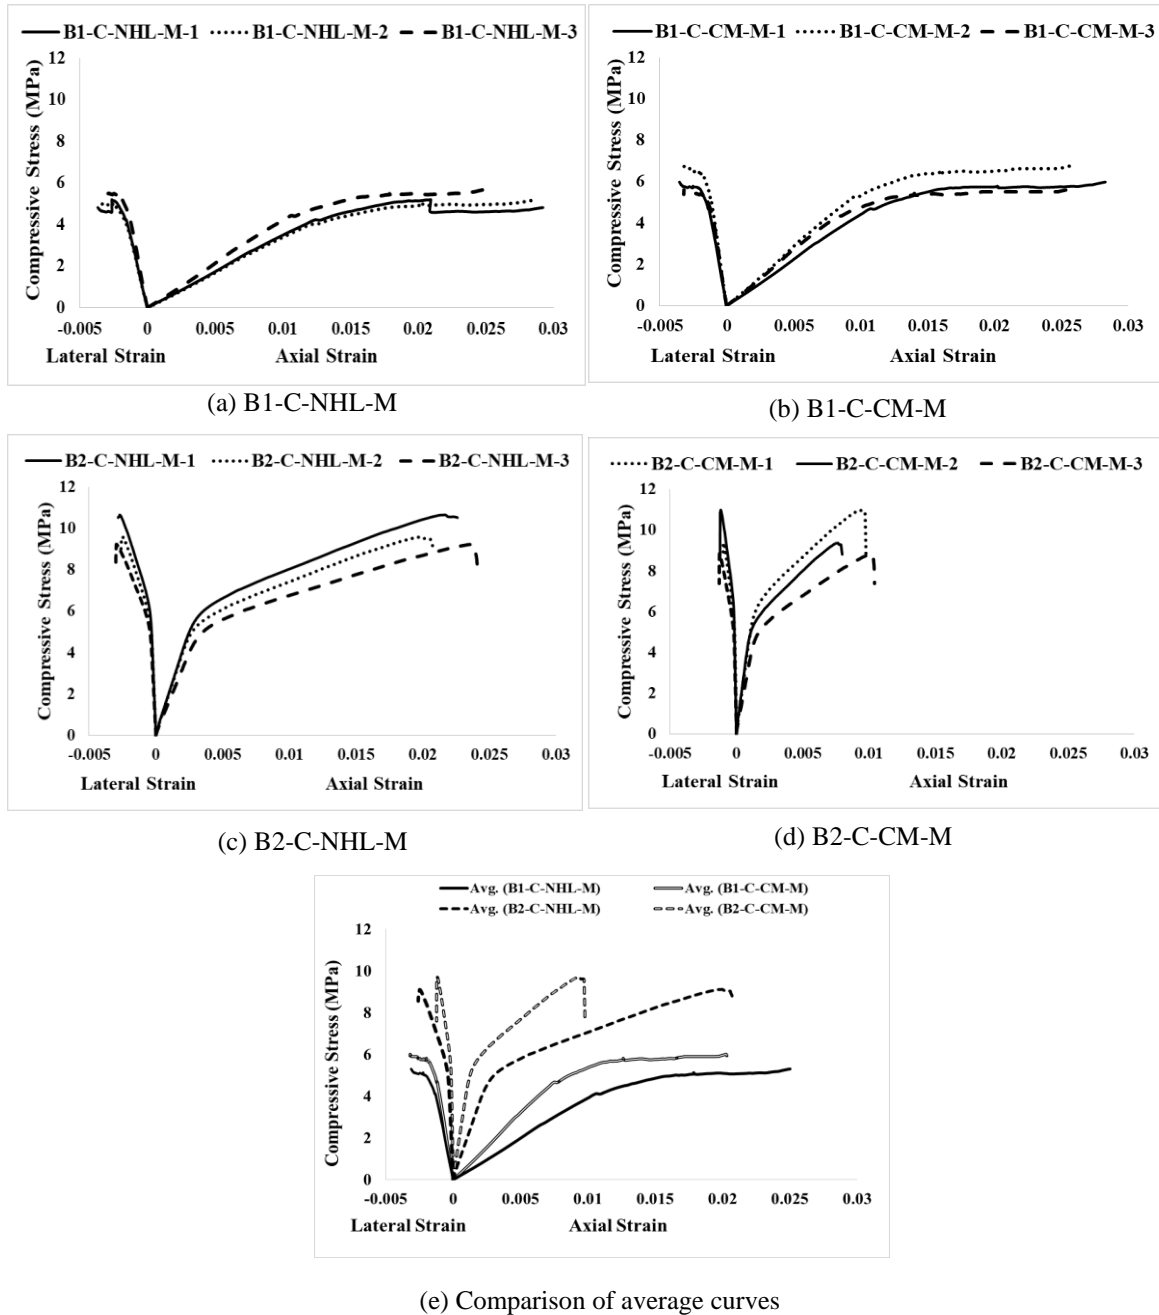 B1-C-NHL-M-1 B1-C-NHL-M-2 B1-C-NHL-M-3
Compressive Stress (MPa)
12
10
8
6
4
2
0
-0.005 0 0.005 0.01 0.015 0.02 0.025 0.03
Lateral Strain Axial Strain
(a) B1-C-NHL-M
B1-C-CM-M-1 B1-C-CM-M-2 B1-C-CM-M-3
Compressive Stress (MPa)
12
10
8
6
4
2
0
-0.005 0 0.005 0.01 0.015 0.02 0.025 0.03
Lateral Strain Axial Strain
(b) B1-C-CM-M
B2-C-NHL-M-1 B2-C-NHL-M-2 B2-C-NHL-M-3
Compressive Stress (MPa)
12
10
8
6
4
2
0
-0.005 0 0.005 0.01 0.015 0.02 0.025 0.03
Lateral Strain Axial Strain
(c) B2-C-NHL-M
B2-C-CM-M-1 B2-C-CM-M-2 B2-C-CM-M-3
Compressive Stress (MPa)
12
10
8
6
4
2
0
-0.005 0 0.005 0.01 0.015 0.02 0.025 0.03
Lateral Strain Axial Strain
(d) B2-C-CM-M
Avg. (B1-C-NHL-M) Avg. (B1-C-CM-M)
Avg. (B2-C-NHL-M) Avg. (B2-C-CM-M)
Compressive Stress (MPa)
12
10
8
6
4
2
0
-0.005 0 0.005 0.01 0.015 0.02 0.025 0.03
Lateral Strain Axial Strain
(e) Comparison of average curves